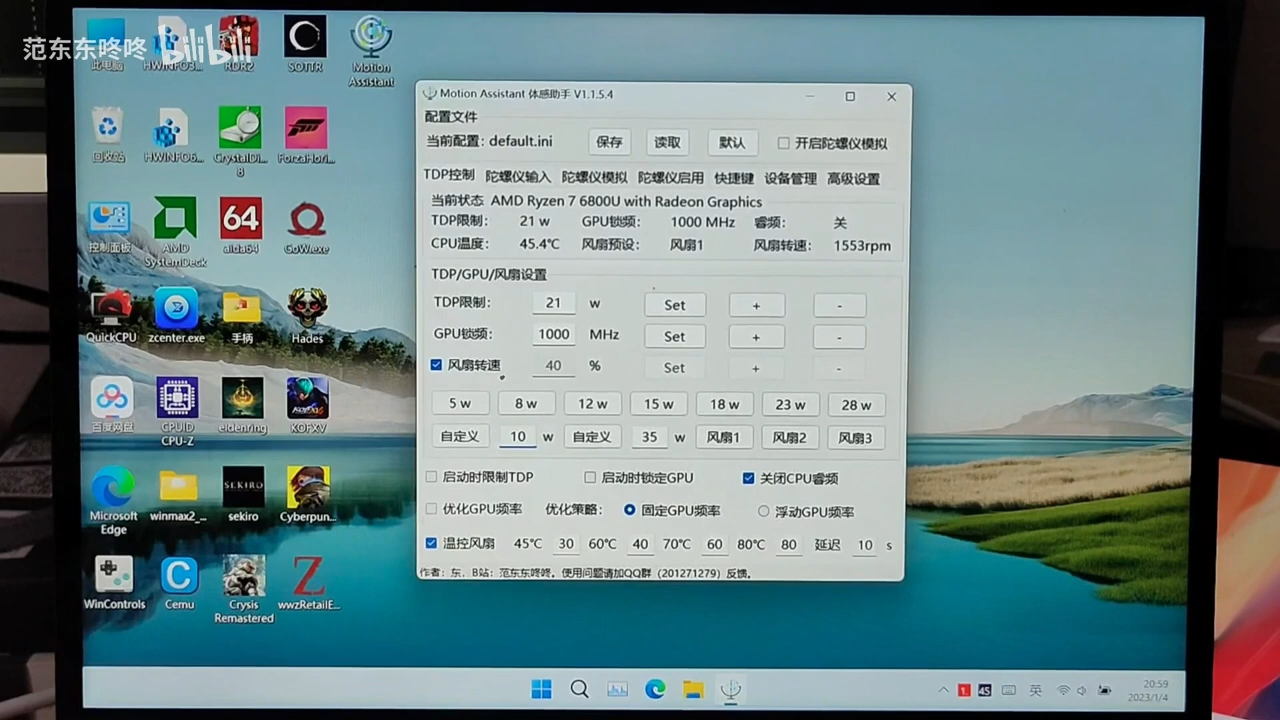 范东东咚咚 bilibili
此电脑 HWiNFO3... RDR2 SOTTR Motion Assistant
回收站 HWiNFO6... CrystalDi... 8 ForzaHori...
控制面板 AMD SystemDeck 64 aida64 GoW.exe
QuickCPU zcenter.exe 手柄 Hades
百度网盘 CPUID CPU-Z eldenring KOFXV
Microsoft Edge winmax2_... SEKIRO sekiro Cyberpun...
WinControls Cemu Crysis Remastered wwzRetailE...
Motion Assistant 体感助手 V1.1.5.4
配置文件
当前配置: default.ini 保存 读取 默认 开启陀螺仪模拟
TDP控制 陀螺仪输入 陀螺仪模拟 陀螺仪启用 快捷键 设备管理 高级设置
当前状态 AMD Ryzen 7 6800U with Radeon Graphics
TDP限制: 21 w GPU锁频: 1000 MHz 睿频: 关
CPU温度: 45.4℃ 风扇预设: 风扇1 风扇转速: 1553rpm
TDP/GPU/风扇设置
TDP限制: 21 w Set + -
GPU锁频: 1000 MHz Set + -
风扇转速 40 % Set + -
5 w 8 w 12 w 15 w 18 w 23 w 28 w
自定义 10 w 自定义 35 w 风扇1 风扇2 风扇3
启动时限制TDP 启动时锁定GPU 关闭CPU睿频
优化GPU频率 优化策略: 固定GPU频率 浮动GPU频率
温控风扇 45℃ 30 60℃ 40 70℃ 60 80℃ 80 延迟 10 s
作者: 东、B站: 范东东咚咚。使用问题请加QQ群（201271279）反馈。
45 英 20:59
2023/1/4